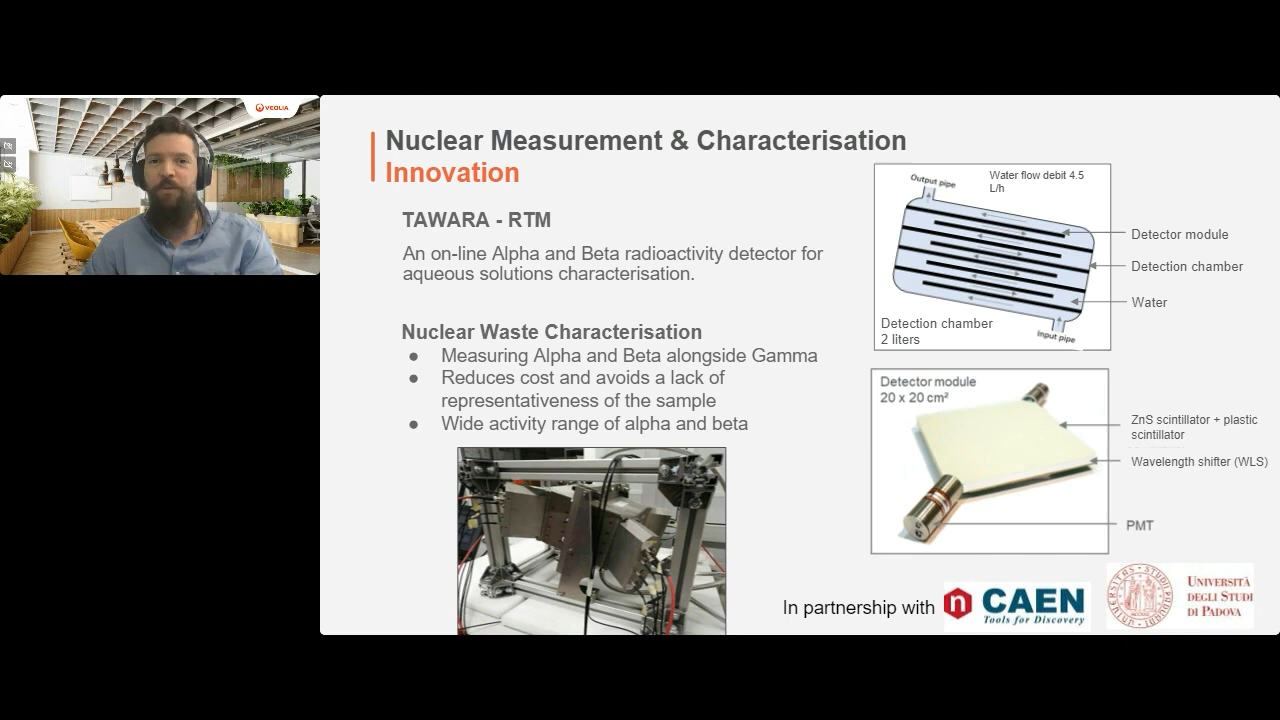 VEOLIA
Nuclear Measurement & Characterisation
Innovation
TAWARA - RTM
An on-line Alpha and Beta radioactivity detector for
aqueous solutions characterisation.
Nuclear Waste Characterisation
● Measuring Alpha and Beta alongside Gamma
● Reduces cost and avoids a lack of
representativeness of the sample
● Wide activity range of alpha and beta
Output pipe
Water flow debit 4.5
L/h
Detector module
Detection chamber
Water
Detection chamber
2 liters
Input pipe
Detector module
20 x 20 cm²
ZnS scintillator + plastic
scintillator
Wavelength shifter (WLS)
PMT
In partnership with
n CAEN
Tools for Discovery
UNIVERSITÀ
DEGLI STUDI
DI PADOVA